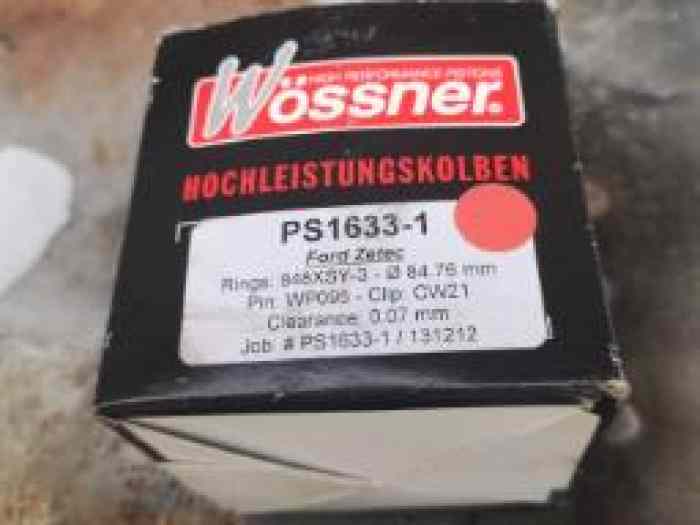 HIGH PERFORMANCE PISTONS
Wössner®
HOCHLEISTUNGSKOLBEN
PS1633-1
Ford Zetec
Rings: 848XSY-3 - Ø 84.76 mm
Pin: WP095 - Clip: CW21
Clearance: 0.07 mm
Job: # PS1633-1 / 131212